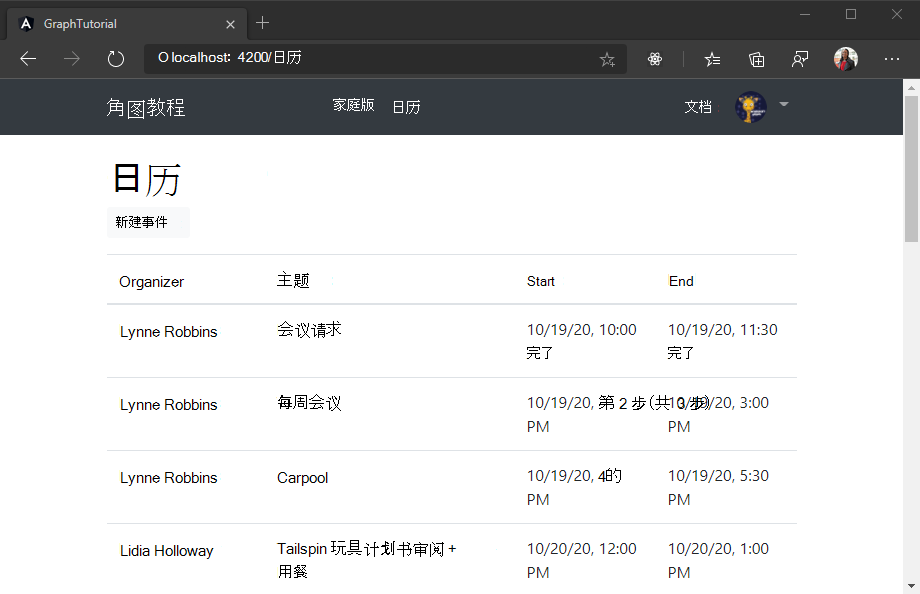 GraphTutorial
O localhost: 4200/日历
角图教程 家庭版 日历 文档
日历
新建事件
Organizer 主题 Start End
Lynne Robbins 会议请求 10/19/20, 10:00 10/19/20, 11:30
完了 完了
Lynne Robbins 每周会议 10/19/20, 第 2 步(共 3 步) 10/19/20, 3:00
PM PM
Lynne Robbins Carpool 10/19/20, 4的 10/19/20, 5:30
PM PM
Lidia Holloway Tailspin 玩具计划书审阅 + 10/20/20, 12:00 10/20/20, 1:00
用餐 PM PM